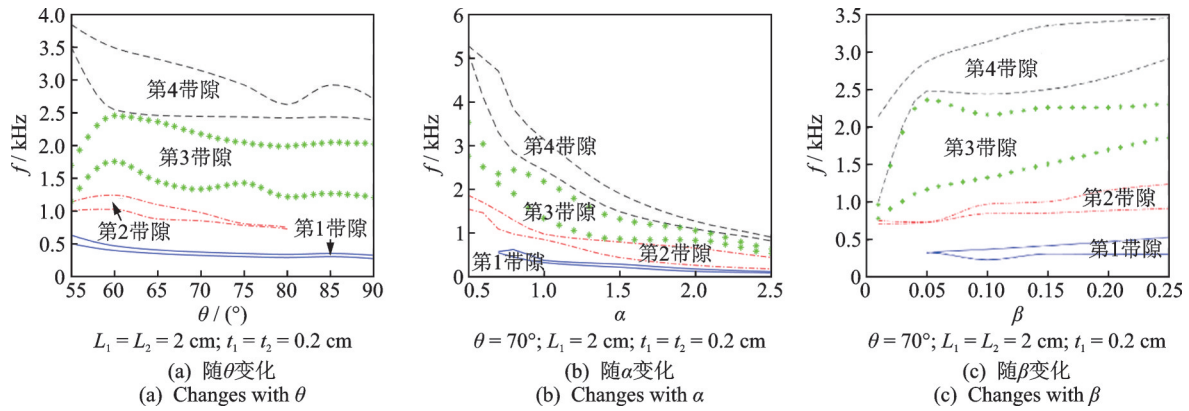 4.0
3.5
3.0
2.5
2.0
1.5
1.0
0.5
0
f / kHz
第4带隙
第3带隙
第2带隙
第1带隙
55 60 65 70 75 80 85 90
θ / (°)
L₁ = L₂ = 2 cm; t₁ = t₂ = 0.2 cm
(a) 随θ变化
(a) Changes with θ
6
5
4
3
2
1
0
f / kHz
第4带隙
第3带隙
第2带隙
第1带隙
0.5 1.0 1.5 2.0 2.5
α
θ = 70°; L₁ = 2 cm; t₁ = t₂ = 0.2 cm
(b) 随α变化
(b) Changes with α
3.5
3.0
2.5
2.0
1.5
1.0
0.5
0
f / kHz
第4带隙
第3带隙
第2带隙
第1带隙
0 0.05 0.10 0.15 0.20 0.25
β
θ = 70°; L₁ = L₂ = 2 cm; t₁ = 0.2 cm
(c) 随β变化
(c) Changes with β